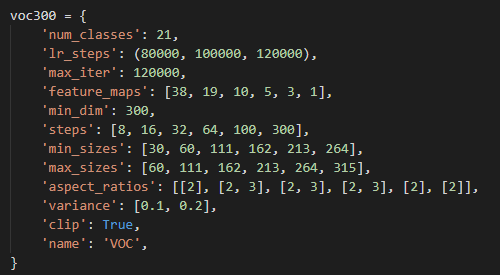 voc300 = {
    'num_classes': 21,
    'lr_steps': (80000, 100000, 120000),
    'max_iter': 120000,
    'feature_maps': [38, 19, 10, 5, 3, 1],
    'min_dim': 300,
    'steps': [8, 16, 32, 64, 100, 300],
    'min_sizes': [30, 60, 111, 162, 213, 264],
    'max_sizes': [60, 111, 162, 213, 264, 315],
    'aspect_ratios': [[2], [2, 3], [2, 3], [2, 3], [2], [2]],
    'variance': [0.1, 0.2],
    'clip': True,
    'name': 'VOC',
}